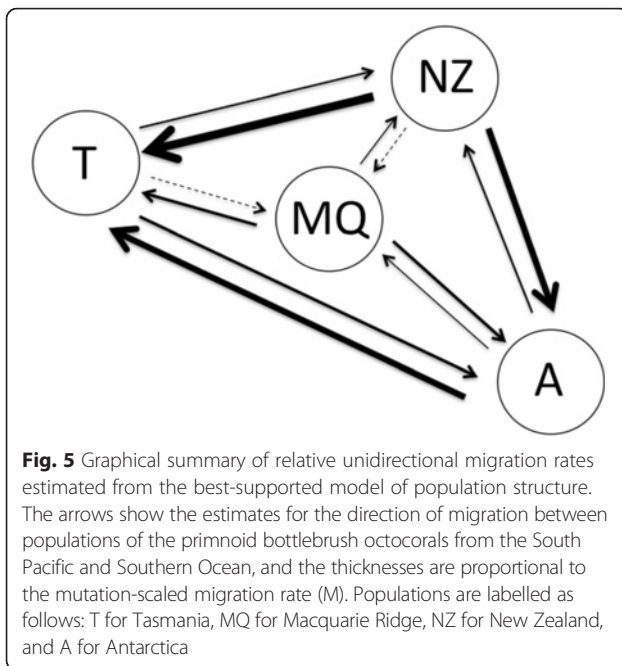 NZ
T
MQ
A
Fig. 5 Graphical summary of relative unidirectional migration rates
estimated from the best-supported model of population structure.
The arrows show the estimates for the direction of migration between
populations of the primnoid bottlebrush octocorals from the South
Pacific and Southern Ocean, and the thicknesses are proportional to
the mutation-scaled migration rate (M). Populations are labelled as
follows: T for Tasmania, MQ for Macquarie Ridge, NZ for New Zealand,
and A for Antarctica